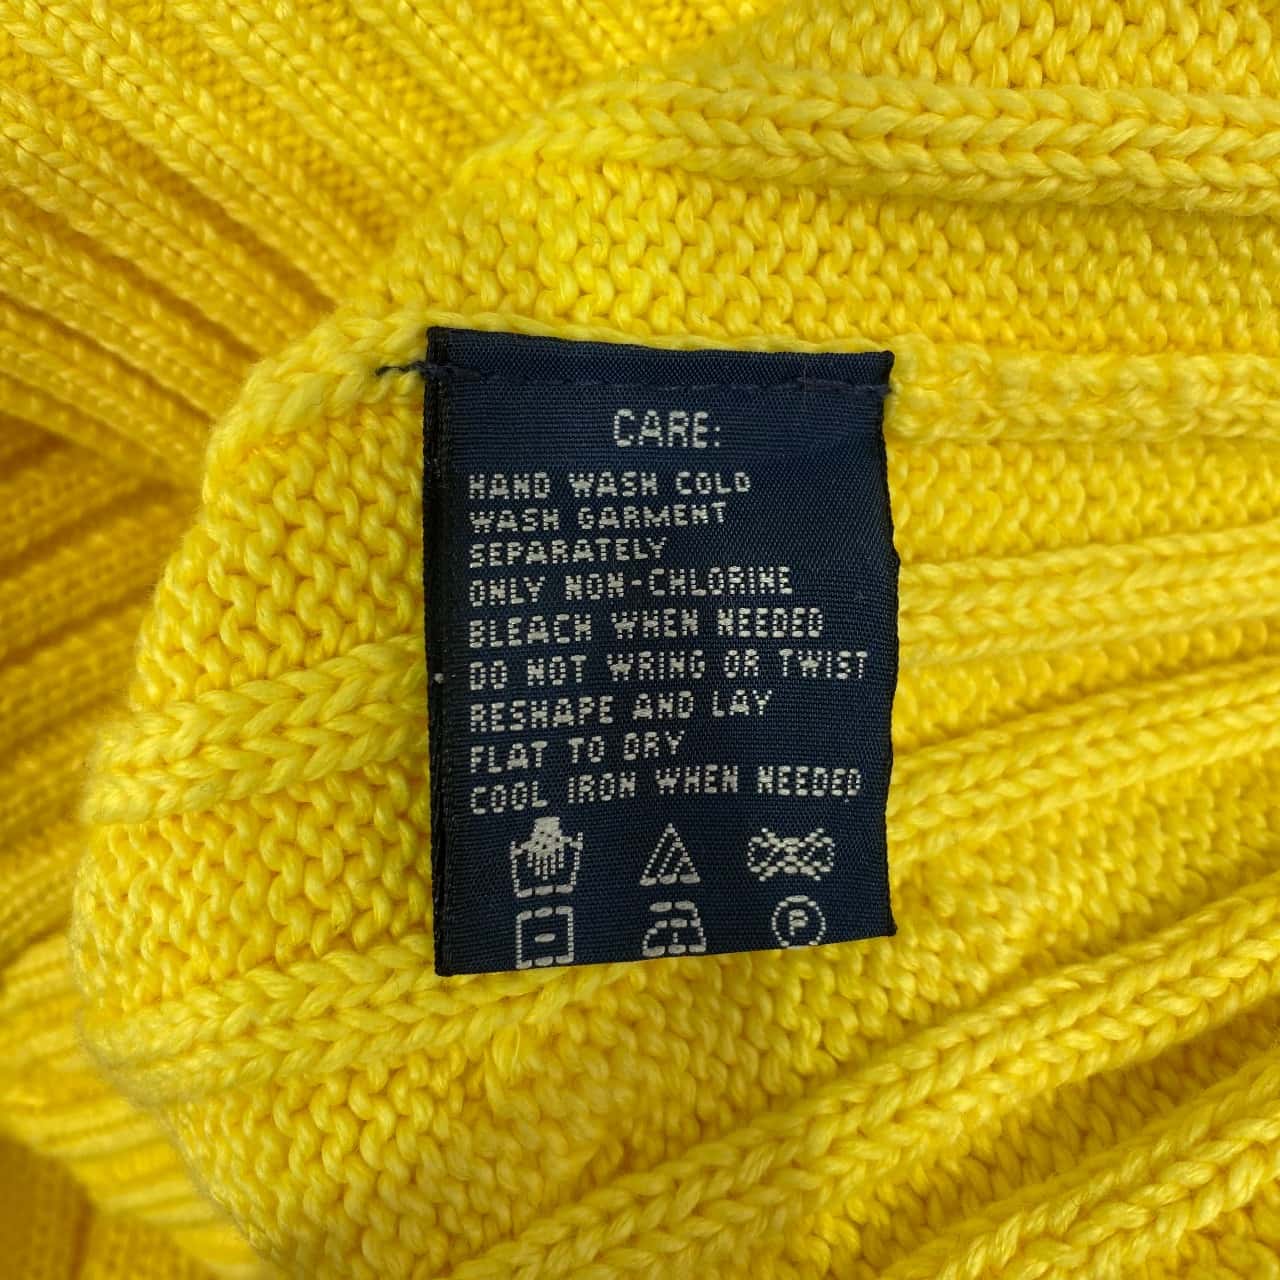 CARE:
HAND WASH COLD
WASH GARMENT
SEPARATELY
ONLY NON-CHLORINE
BLEACH WHEN NEEDED
DO NOT WRING OR TWIST
RESHAPE AND LAY
FLAT TO DRY
COOL IRON WHEN NEEDED
P